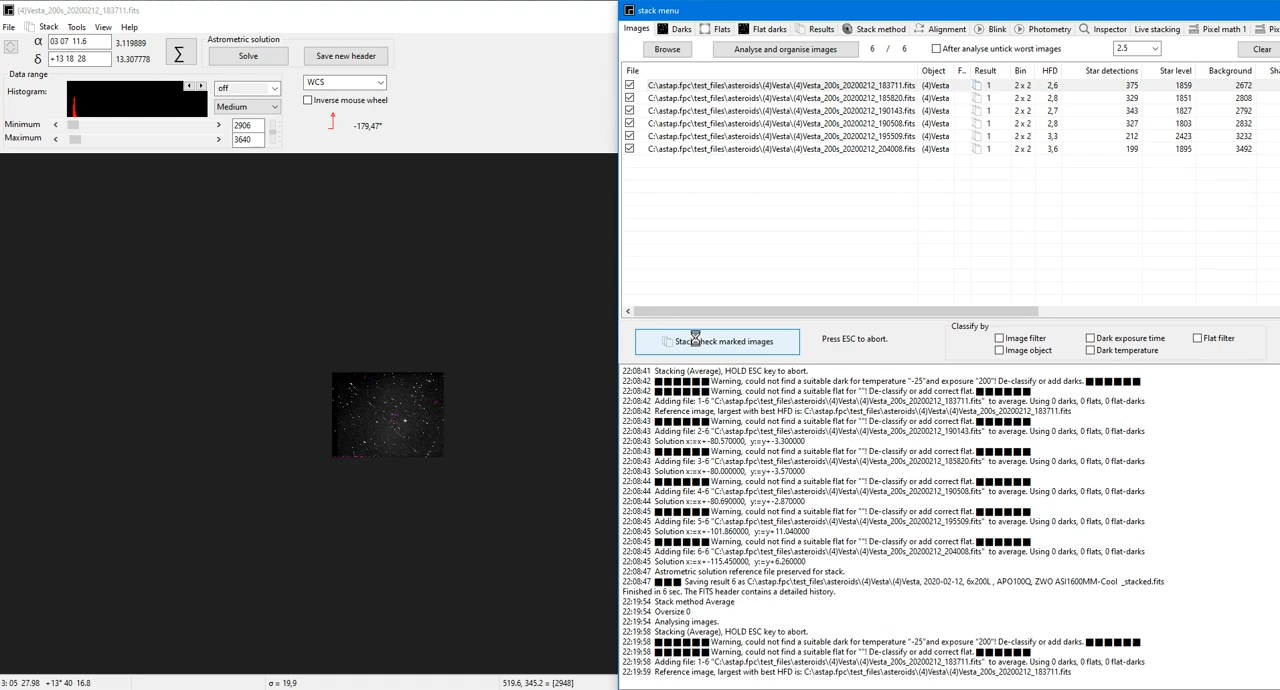 (4)Vesta_200s_20200212_183711.fits
File Stack Tools View Help
α 03 07 11.6 3.119889
δ +13 18 28 13.307778
Σ
Astrometric solution
Solve
Save new header
Data range
Histogram:
off
Medium
WCS
Inverse mouse wheel
-179,47°
Minimum < > 2906
Maximum < > 3640
3: 05 27.98 +13° 40 16.8 σ = 19,9 519.6, 345.2 = [2948]
stack menu
Images Darks Flats Flat darks Results Stack method Alignment Blink Photometry Inspector Live stacking Pixel math 1
Browse Analyse and organise images 6 / 6 After analyse untick worst images 2.5 Clear
File Object F.. Result Bin HFD Star detections Star level Background
C:\astap.fpc\test_files\asteroids\(4)Vesta\(4)Vesta_200s_20200212_183711.fits (4)Vesta 1 2 x 2 2,6 375 1859 2672
C:\astap.fpc\test_files\asteroids\(4)Vesta\(4)Vesta_200s_20200212_185820.fits (4)Vesta 1 2 x 2 2,8 329 1851 2808
C:\astap.fpc\test_files\asteroids\(4)Vesta\(4)Vesta_200s_20200212_190143.fits (4)Vesta 1 2 x 2 2,7 343 1827 2792
C:\astap.fpc\test_files\asteroids\(4)Vesta\(4)Vesta_200s_20200212_190508.fits (4)Vesta 1 2 x 2 2,8 327 1803 2832
C:\astap.fpc\test_files\asteroids\(4)Vesta\(4)Vesta_200s_20200212_195509.fits (4)Vesta 1 2 x 2 3,3 212 2423 3232
C:\astap.fpc\test_files\asteroids\(4)Vesta\(4)Vesta_200s_20200212_204008.fits (4)Vesta 1 2 x 2 3,6 199 1895 3492
marked images
Press ESC to abort.
Classify by
Image filter Dark exposure time Flat filter
Image object Dark temperature
22:08:41 Stacking (Average), HOLD ESC key to abort.
22:08:42 ██████ Warning, could not find a suitable dark for temperature "-25"and exposure "200"! De-classify or add darks. ██████
22:08:42 ██████ Warning, could not find a suitable flat for ""! De-classify or add correct flat. ██████
22:08:42 Adding file: 1-6 "C:\astap.fpc\test_files\asteroids\(4)Vesta\(4)Vesta_200s_20200212_183711.fits" to average. Using 0 darks, 0 flats, 0 flat-darks
22:08:42 Reference image, largest with best HFD is: C:\astap.fpc\test_files\asteroids\(4)Vesta\(4)Vesta_200s_20200212_183711.fits
22:08:43 ██████ Warning, could not find a suitable flat for ""! De-classify or add correct flat. ██████
22:08:43 Adding file: 2-6 "C:\astap.fpc\test_files\asteroids\(4)Vesta\(4)Vesta_200s_20200212_190143.fits" to average. Using 0 darks, 0 flats, 0 flat-darks
22:08:43 Solution x:=x+-80.570000, y:=y+-3.300000
22:08:43 ██████ Warning, could not find a suitable flat for ""! De-classify or add correct flat. ██████
22:08:43 Adding file: 3-6 "C:\astap.fpc\test_files\asteroids\(4)Vesta\(4)Vesta_200s_20200212_185820.fits" to average. Using 0 darks, 0 flats, 0 flat-darks
22:08:43 Solution x:=x+-80.000000, y:=y+-3.570000
22:08:44 ██████ Warning, could not find a suitable flat for ""! De-classify or add correct flat. ██████
22:08:44 Adding file: 4-6 "C:\astap.fpc\test_files\asteroids\(4)Vesta\(4)Vesta_200s_20200212_190508.fits" to average. Using 0 darks, 0 flats, 0 flat-darks
22:08:44 Solution x:=x+-80.690000, y:=y+-2.870000
22:08:45 ██████ Warning, could not find a suitable flat for ""! De-classify or add correct flat. ██████
22:08:45 Adding file: 5-6 "C:\astap.fpc\test_files\asteroids\(4)Vesta\(4)Vesta_200s_20200212_195509.fits" to average. Using 0 darks, 0 flats, 0 flat-darks
22:08:45 Solution x:=x+-101.860000, y:=y+11.040000
22:08:45 ██████ Warning, could not find a suitable flat for ""! De-classify or add correct flat. ██████
22:08:45 Adding file: 6-6 "C:\astap.fpc\test_files\asteroids\(4)Vesta\(4)Vesta_200s_20200212_204008.fits" to average. Using 0 darks, 0 flats, 0 flat-darks
22:08:45 Solution x:=x+-115.450000, y:=y+6.260000
22:08:47 Astrometric solution reference file preserved for stack.
22:08:47 ███ Saving result 6 as C:\astap.fpc\test_files\asteroids\(4)Vesta\(4)Vesta, 2020-02-12, 6x200L , APO100Q, ZWO ASI1600MM-Cool _stacked.fits
Finished in 6 sec. The FITS header contains a detailed history.
22:19:54 Stack method Average
22:19:54 Oversize 0
22:19:54 Analysing images.
22:19:58 Stacking (Average), HOLD ESC key to abort.
22:19:58 ██████ Warning, could not find a suitable dark for temperature "-25"and exposure "200"! De-classify or add darks. ██████
22:19:58 ██████ Warning, could not find a suitable flat for ""! De-classify or add correct flat. ██████
22:19:58 Adding file: 1-6 "C:\astap.fpc\test_files\asteroids\(4)Vesta\(4)Vesta_200s_20200212_183711.fits" to average. Using 0 darks, 0 flats, 0 flat-darks
22:19:59 Reference image, largest with best HFD is: C:\astap.fpc\test_files\asteroids\(4)Vesta\(4)Vesta_200s_20200212_183711.fits